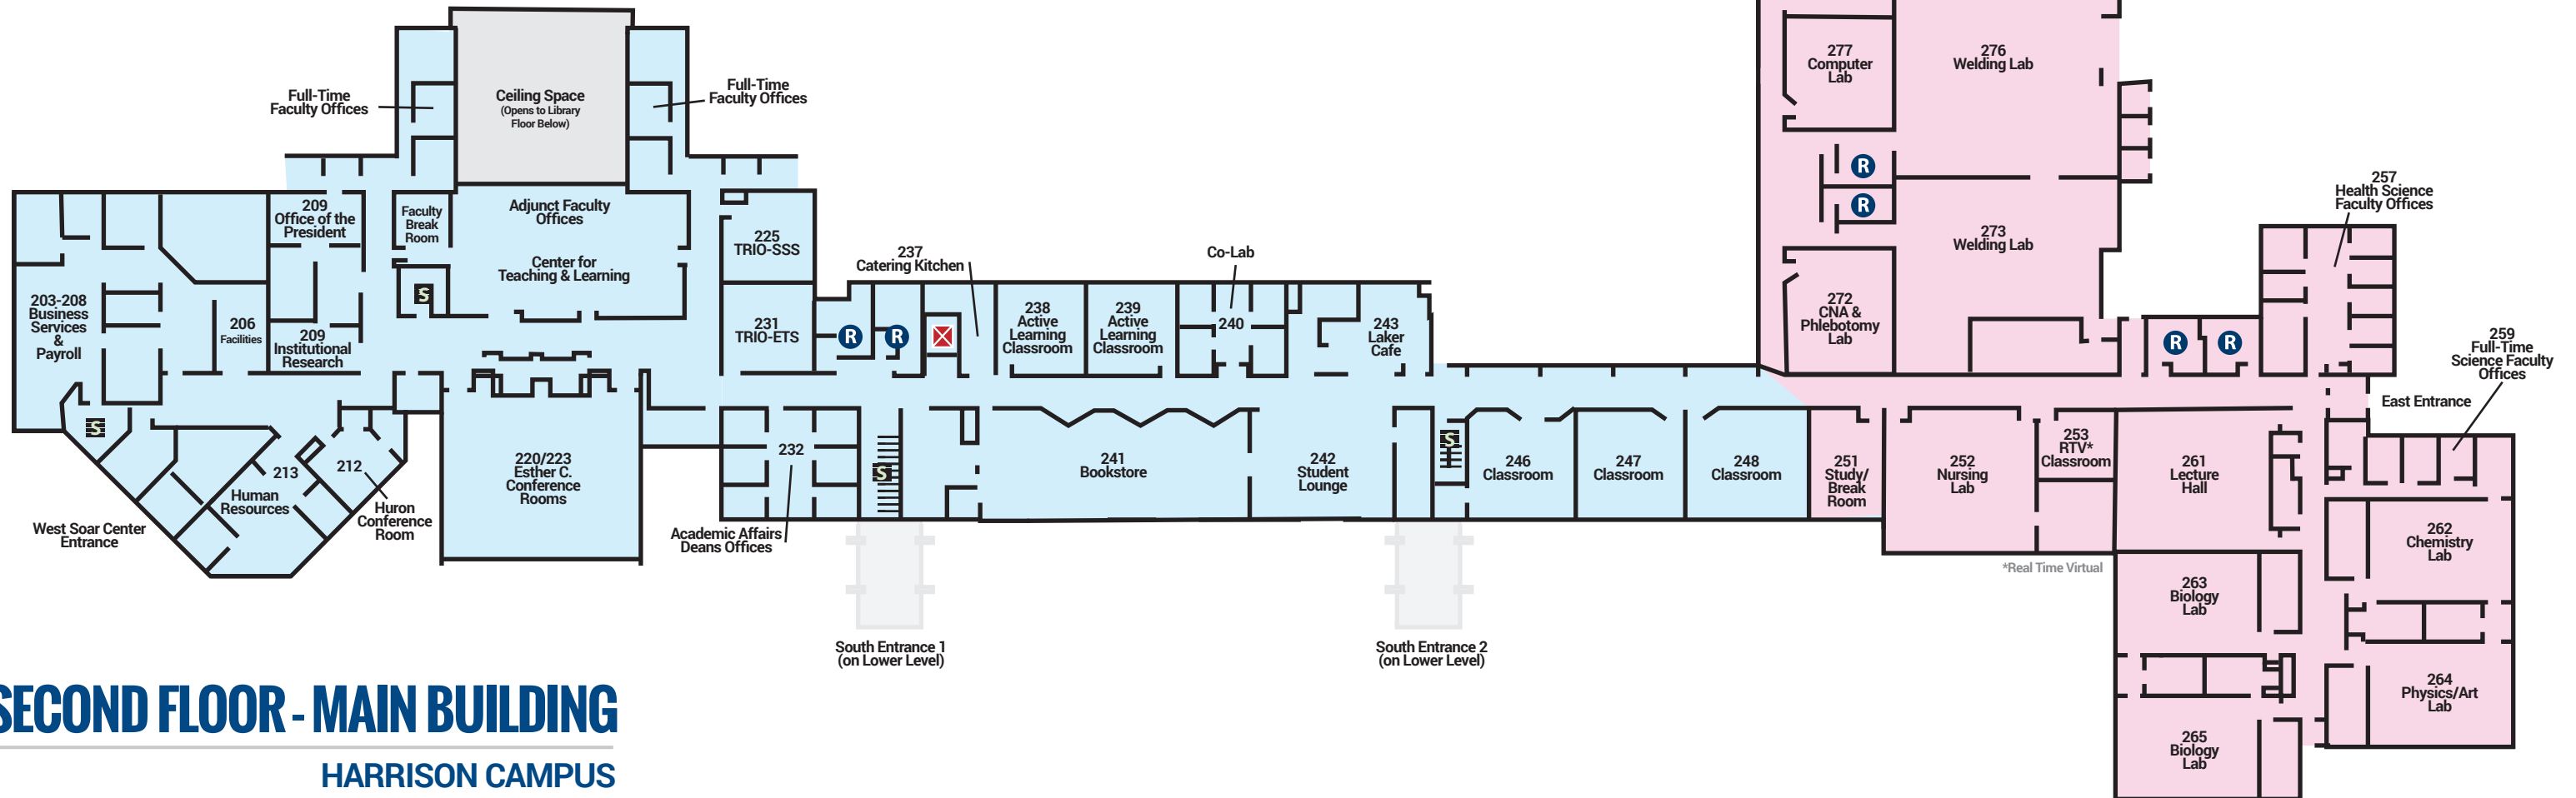 Full-Time
Faculty Offices
Ceiling Space
(Opens to Library
Floor Below)
Full-Time
Faculty Offices
277
Computer
Lab
276
Welding Lab
R
R
273
Welding Lab
272
CNA &
Phlebotomy
Lab
257
Health Science
Faculty Offices
209
Office of the
President
Faculty
Break
Room
Adjunct Faculty
Offices
Center for
Teaching & Learning
S
225
TRIO-SSS
231
TRIO-ETS
203-208
Business
Services
&
Payroll
206
Facilities
209
Institutional
Research
R
R
237
Catering Kitchen
238
Active
Learning
Classroom
239
Active
Learning
Classroom
Co-Lab
240
243
Laker
Cafe
R
R
259
Full-Time
Science Faculty
Offices
East Entrance
S
213
Human
Resources
212
Huron
Conference
Room
West Soar Center
Entrance
220/223
Esther C.
Conference
Rooms
232
Academic Affairs
Deans Offices
S
241
Bookstore
242
Student
Lounge
S
246
Classroom
247
Classroom
248
Classroom
251
Study/
Break
Room
252
Nursing
Lab
253
RTV*
Classroom
261
Lecture
Hall
262
Chemistry
Lab
*Real Time Virtual
263
Biology
Lab
264
Physics/Art
Lab
265
Biology
Lab
South Entrance 1
(on Lower Level)
South Entrance 2
(on Lower Level)
SECOND FLOOR - MAIN BUILDING
HARRISON CAMPUS